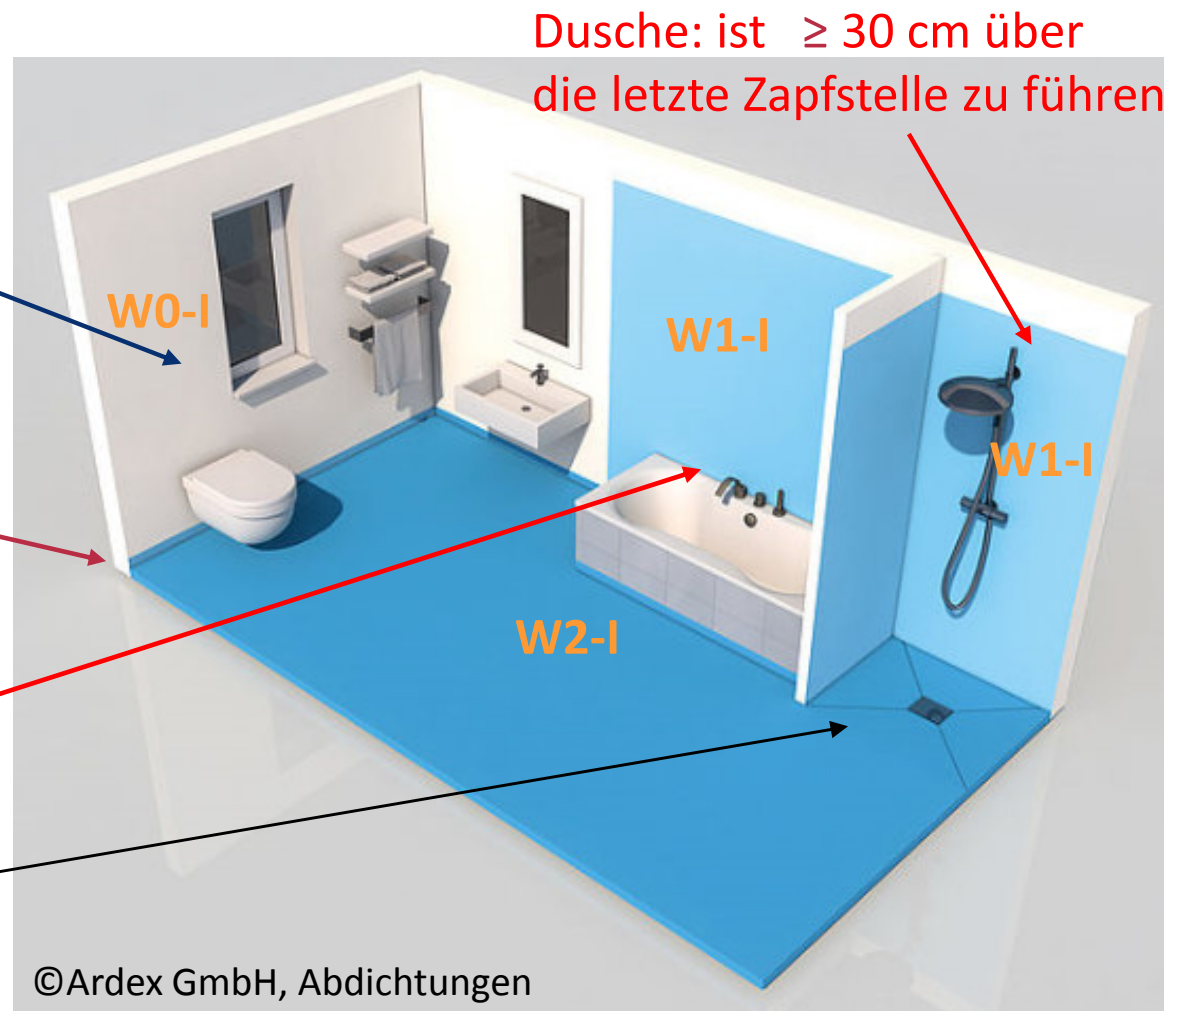 Dusche: ist ≥ 30 cm über
die letzte Zapfstelle zu führen
W0-I
W1-I
W1-I
W2-I
©Ardex GmbH, Abdichtungen